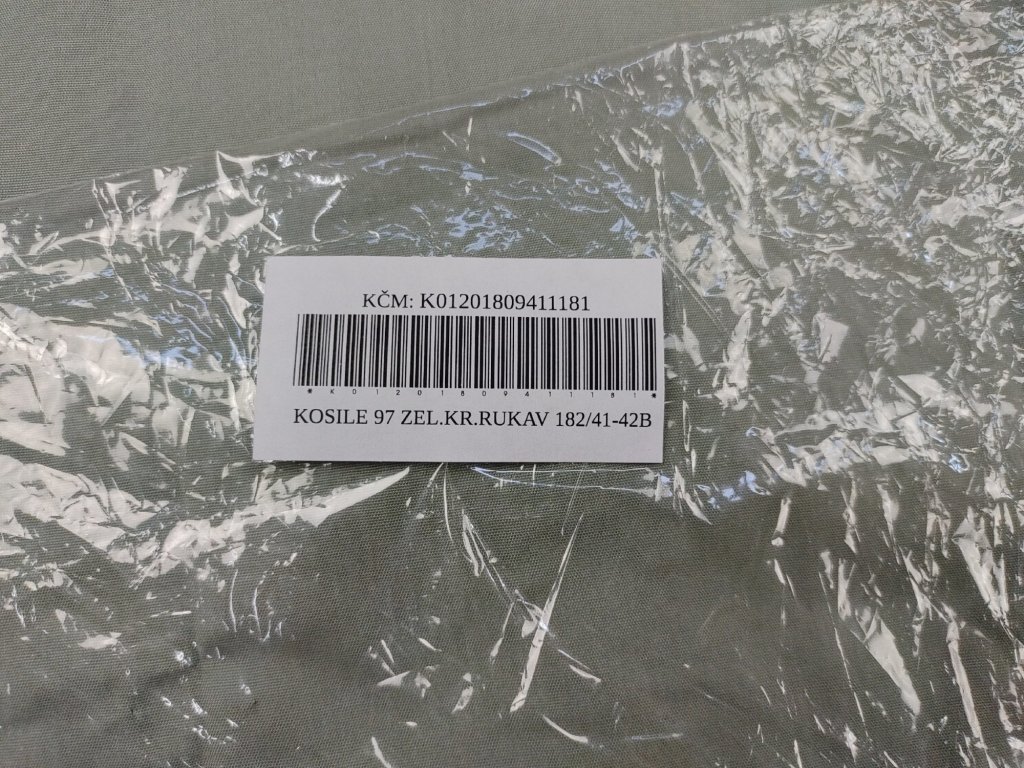 KČM: K01201809411181
*K01201809411181*
KOSILE 97 ZEL.KR.RUKAV 182/41-42B